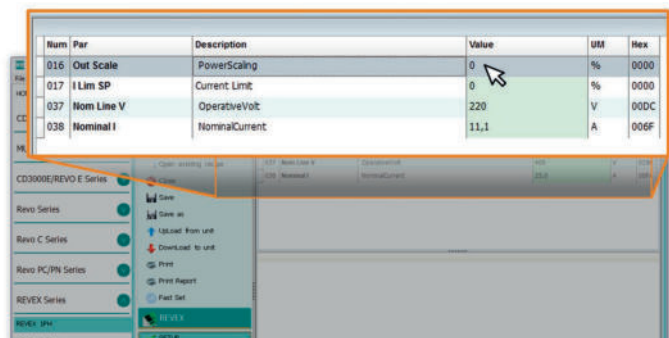 Num Par Description Value UM Hex
016 Out Scale PowerScaling 0 % 0000
017 I Lim SP Current Limit 0 % 0000
037 Nom Line V OperativeVolt 220 V 00DC
038 Nominal I NominalCurrent 11,1 A 006F
Open existing
CD3000E/REVO E Series
Close
Save
Revo Series
Save as
UpLoad from unit
Revo C Series
DownLoad to unit
Print
Revo PC/PN Series
Print Report
REVEX Series
Fast Set
REVEX
REVEX 1PH